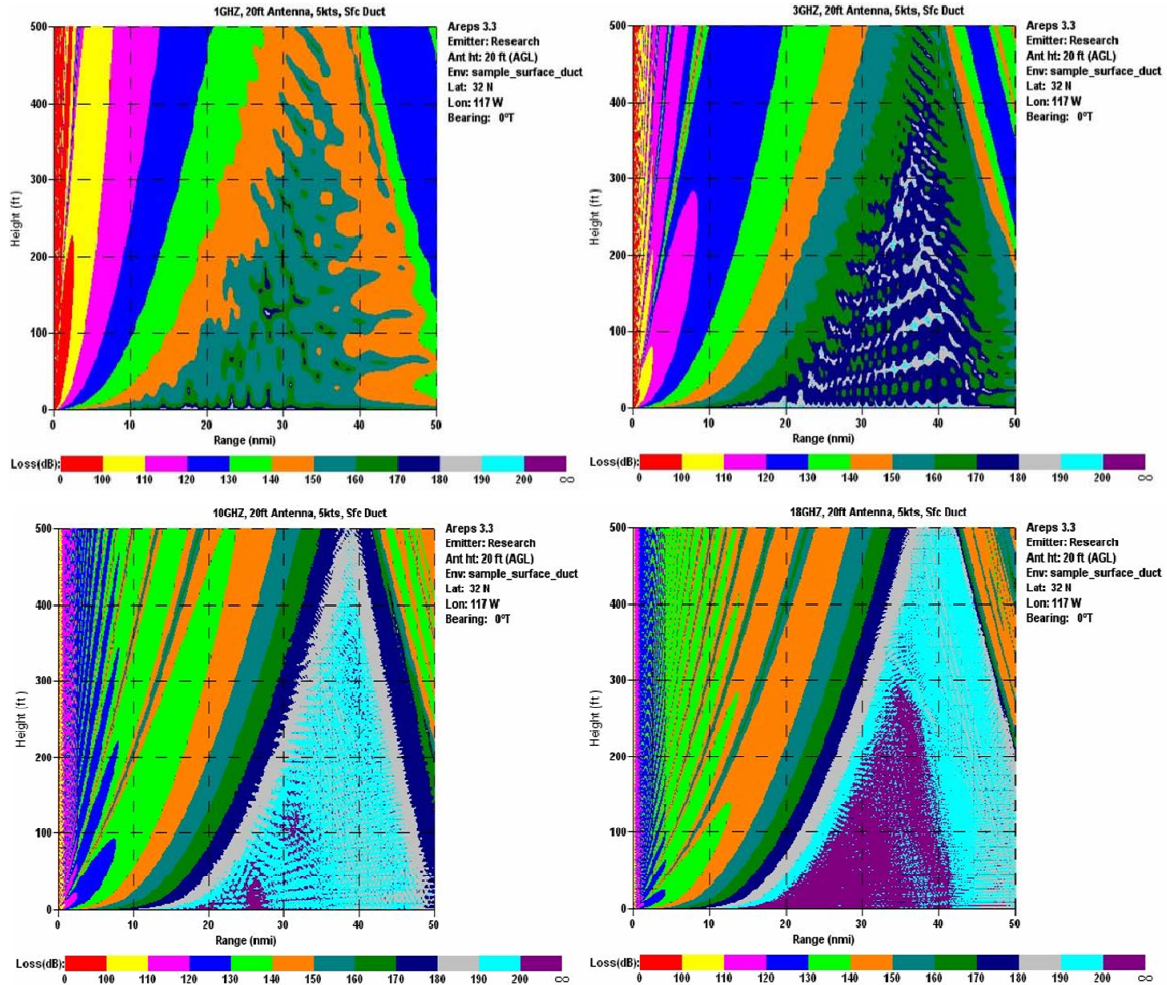 1GHZ, 20ft Antenna, 5kts, Sfc Duct
Areps 3.3
Emitter: Research
Ant ht: 20 ft (AGL)
Env: sample_surface_duct
Lat: 32 N
Lon: 117 W
Bearing: 0ºT
Height (ft)
500
400
300
200
100
0
0 10 20 30 40 50
Range (nmi)
Loss(dB):
0 100 110 120 130 140 150 160 170 180 190 200 ∞
3GHZ, 20ft Antenna, 5kts, Sfc Duct
Areps 3.3
Emitter: Research
Ant ht: 20 ft (AGL)
Env: sample_surface_duct
Lat: 32 N
Lon: 117 W
Bearing: 0ºT
Height (ft)
500
400
300
200
100
0
0 10 20 30 40 50
Range (nmi)
Loss(dB):
0 100 110 120 130 140 150 160 170 180 190 200 ∞
10GHZ, 20ft Antenna, 5kts, Sfc Duct
Areps 3.3
Emitter: Research
Ant ht: 20 ft (AGL)
Env: sample_surface_duct
Lat: 32 N
Lon: 117 W
Bearing: 0ºT
Height (ft)
500
400
300
200
100
0
0 10 20 30 40 50
Range (nmi)
Loss(dB):
0 100 110 120 130 140 150 160 170 180 190 200 ∞
18GHZ, 20ft Antenna, 5kts, Sfc Duct
Areps 3.3
Emitter: Research
Ant ht: 20 ft (AGL)
Env: sample_surface_duct
Lat: 32 N
Lon: 117 W
Bearing: 0ºT
Height (ft)
500
400
300
200
100
0
0 10 20 30 40 50
Range (nmi)
Loss(dB):
0 100 110 120 130 140 150 160 170 180 190 200 ∞